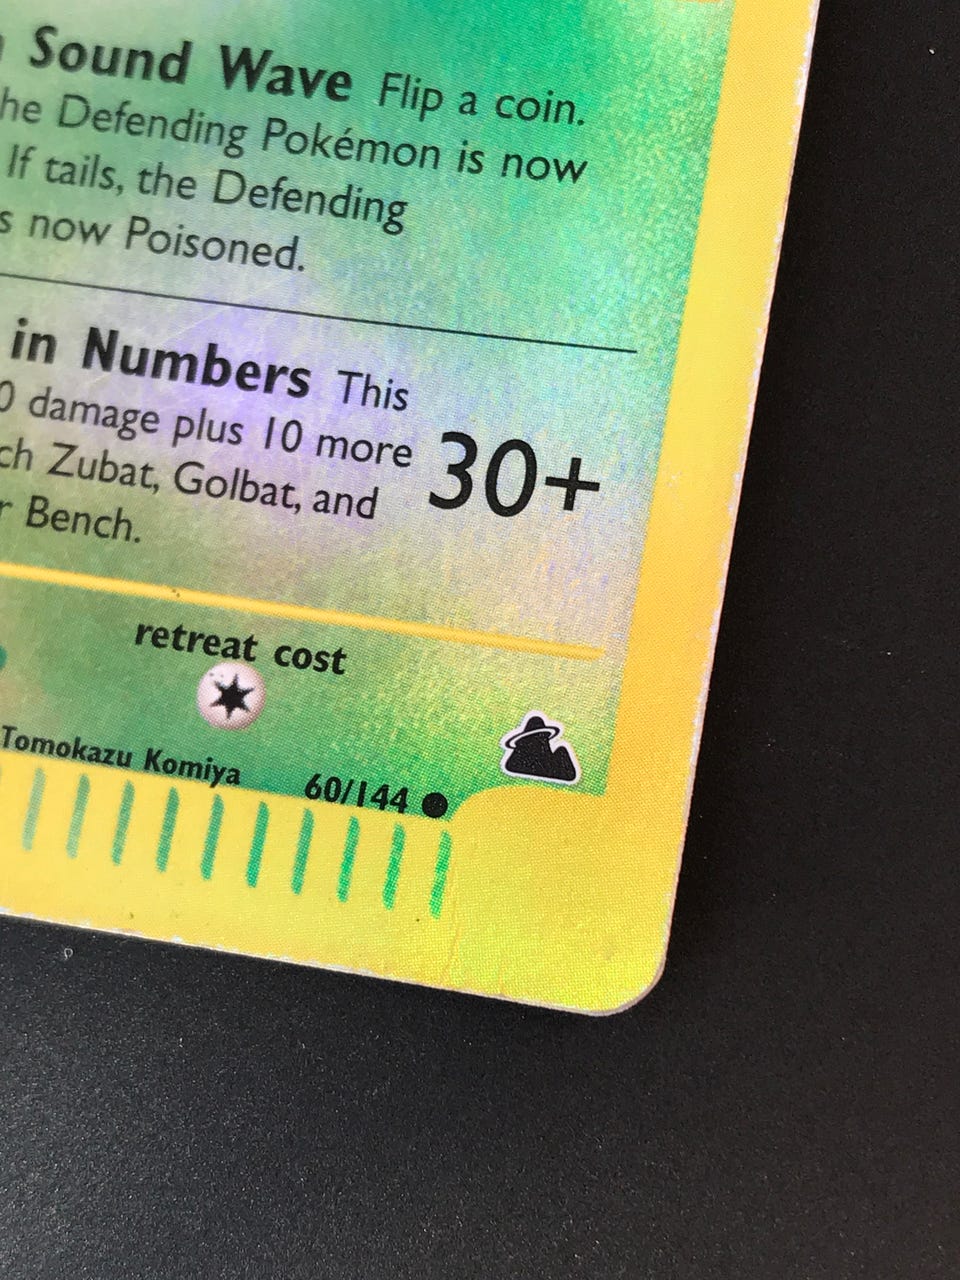 Sound Wave Flip a coin.
he Defending Pokémon is now
If tails, the Defending
s now Poisoned.
in Numbers This
0 damage plus 10 more
ch Zubat, Golbat, and
r Bench.
30+
retreat cost
Tomokazu Komiya 60/144